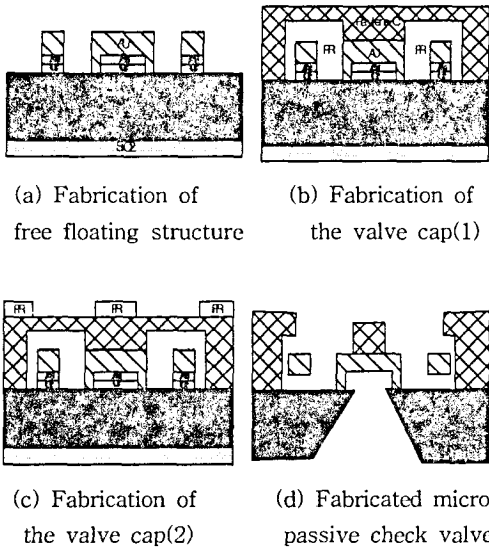 AU
SiO2
PR
AU
PR
(a) Fabrication of
free floating structure
(b) Fabrication of
the valve cap(1)
PR
PR
PR
(c) Fabrication of
the valve cap(2)
(d) Fabricated micro
passive check valve